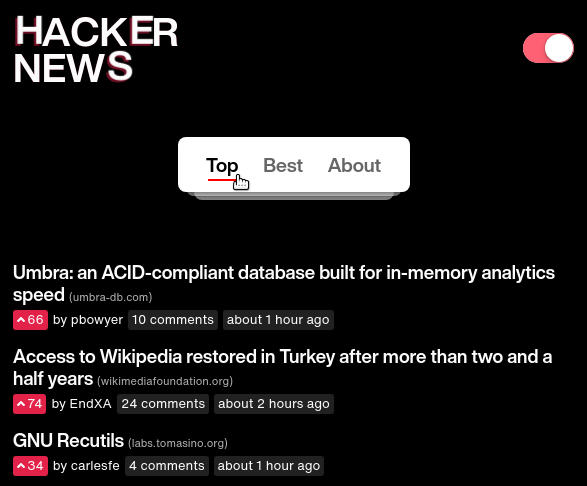 HACKER
NEWS
Top Best About
Umbra: an ACID-compliant database built for in-memory analytics
speed (umbra-db.com)
66 by pbowyer 10 comments about 1 hour ago
Access to Wikipedia restored in Turkey after more than two and a
half years (wikimediafoundation.org)
74 by EndXA 24 comments about 2 hours ago
GNU Recutils (labs.tomasino.org)
34 by carlesfe 4 comments about 1 hour ago